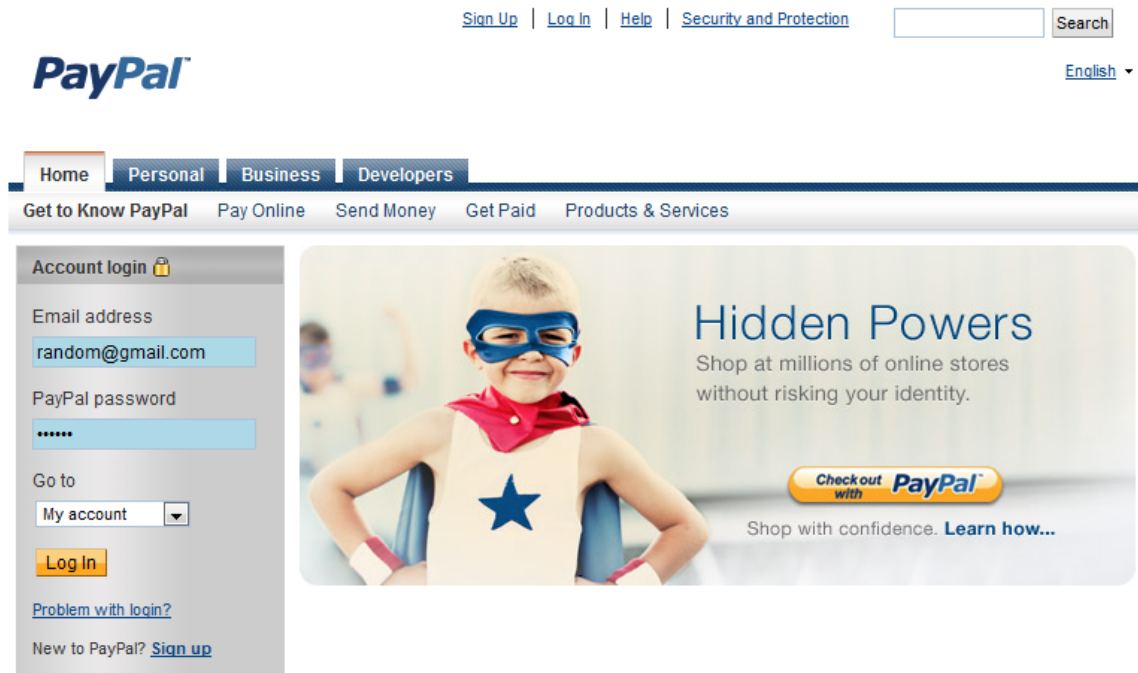 Sign Up | Log In | Help | Security and Protection Search
PayPal™
English
Home Personal Business Developers
Get to Know PayPal Pay Online Send Money Get Paid Products & Services
Account login
Email address
random@gmail.com
PayPal password
••••••
Go to
My account
Log In
Problem with login?
New to PayPal? Sign up
Hidden Powers
Shop at millions of online stores
without risking your identity.
Check out with PayPal™
Shop with confidence. Learn how...